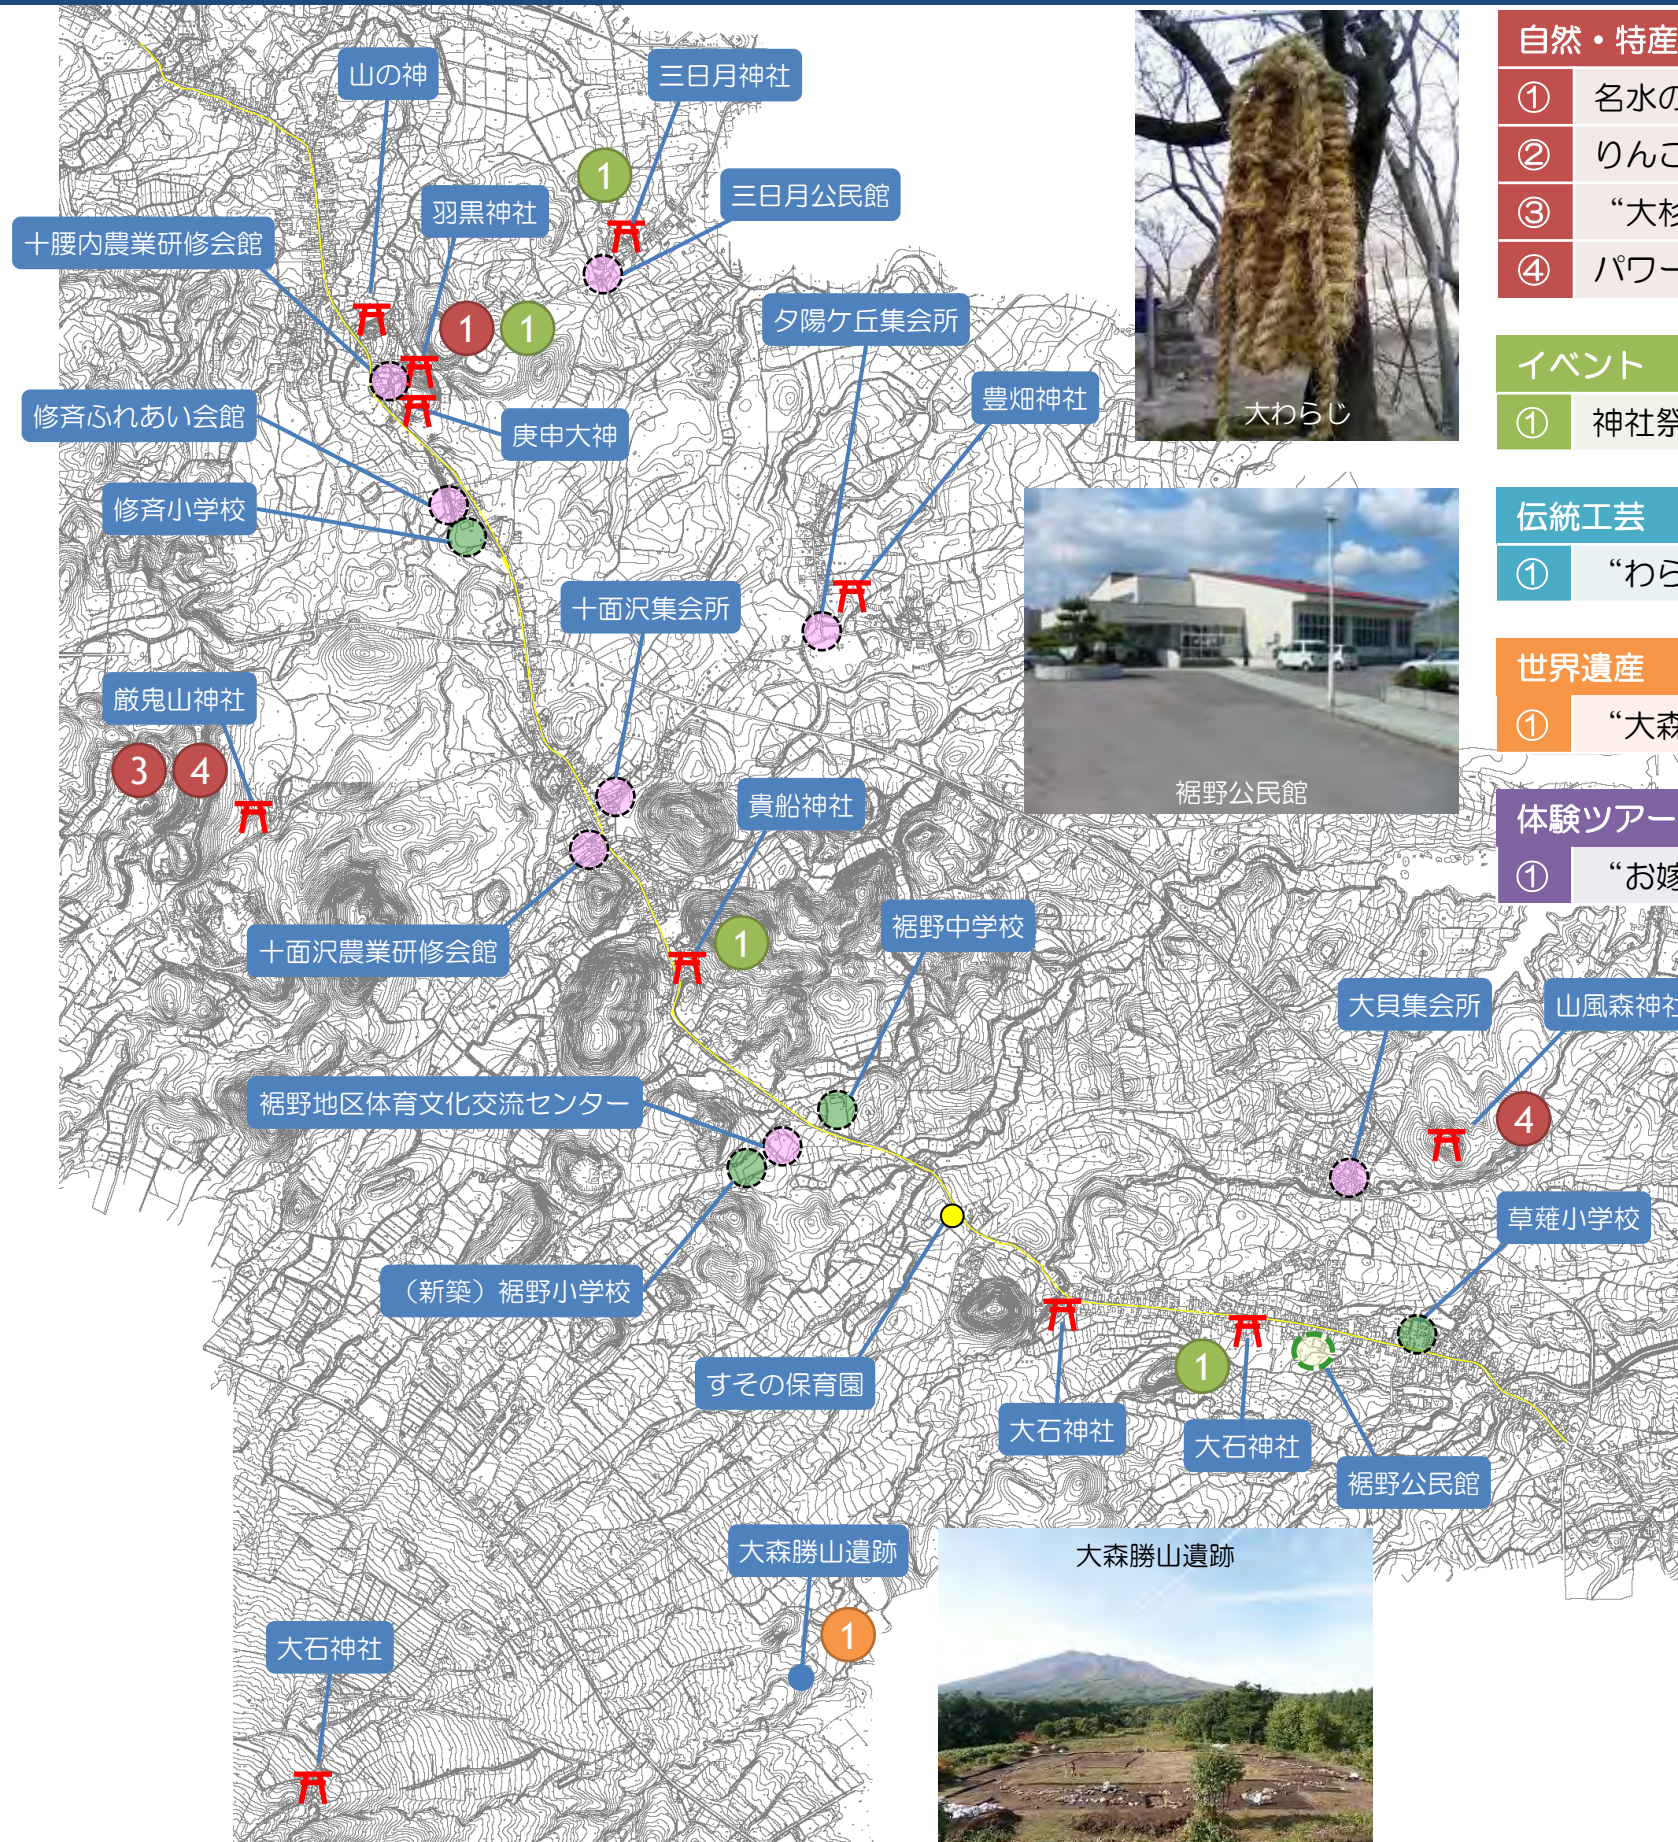 山の神
三日月神社
1
三日月公民館
羽黒神社
十腰内農業研修会館
1
1
夕陽ケ丘集会所
豊畑神社
修斉ふれあい会館
庚申大神
修斉小学校
十面沢集会所
厳鬼山神社
3
4
貴船神社
1
十面沢農業研修会館
裾野中学校
大貝集会所
山風森神社
4
裾野地区体育文化交流センター
草薙小学校
（新築）裾野小学校
すその保育園
1
大石神社
大石神社
裾野公民館
大森勝山遺跡
1
大石神社
大わらじ
裾野公民館
大森勝山遺跡
自然・特産
① 名水の
② りんこ
③ “大杉
④ パワー
イベント
① 神社祭
伝統工芸
① “わら
世界遺産
① “大森
体験ツアー
① “お嫁